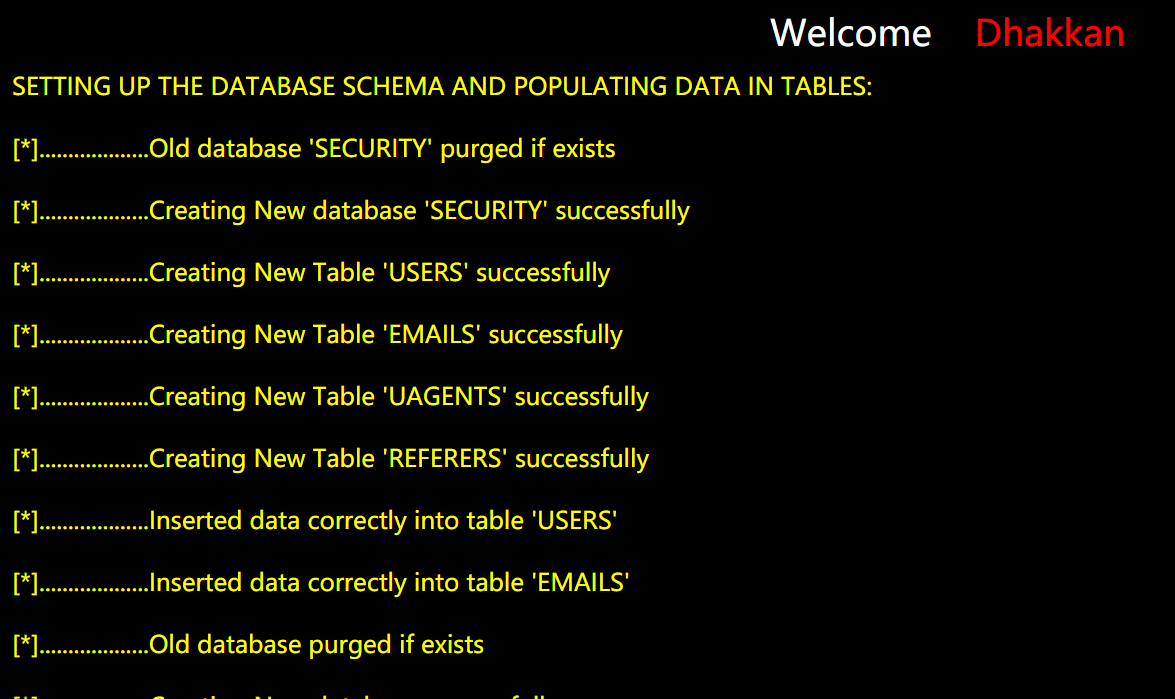 Welcome Dhakkan
SETTING UP THE DATABASE SCHEMA AND POPULATING DATA IN TABLES:
[*]...................Old database 'SECURITY' purged if exists
[*]...................Creating New database 'SECURITY' successfully
[*]...................Creating New Table 'USERS' successfully
[*]...................Creating New Table 'EMAILS' successfully
[*]...................Creating New Table 'UAGENTS' successfully
[*]...................Creating New Table 'REFERERS' successfully
[*]...................Inserted data correctly into table 'USERS'
[*]...................Inserted data correctly into table 'EMAILS'
[*]...................Old database purged if exists